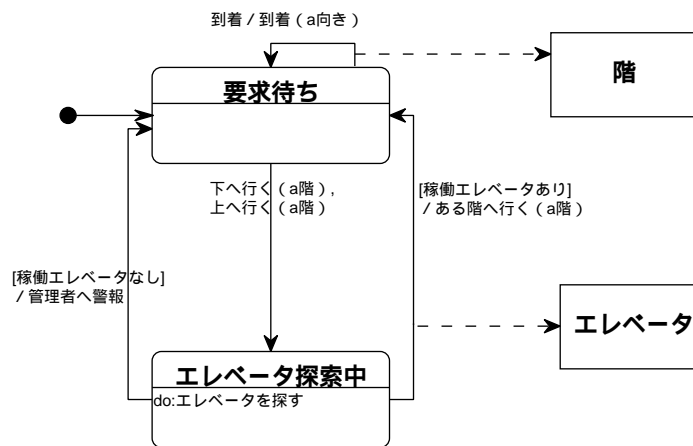 到着 / 到着（a向き）
要求待ち
階
下へ行く（a階）,
上へ行く（a階）
[稼働エレベータあり]
/ ある階へ行く（a階）
[稼働エレベータなし]
/ 管理者へ警報
エレベータ
エレベータ探索中
do:エレベータを探す